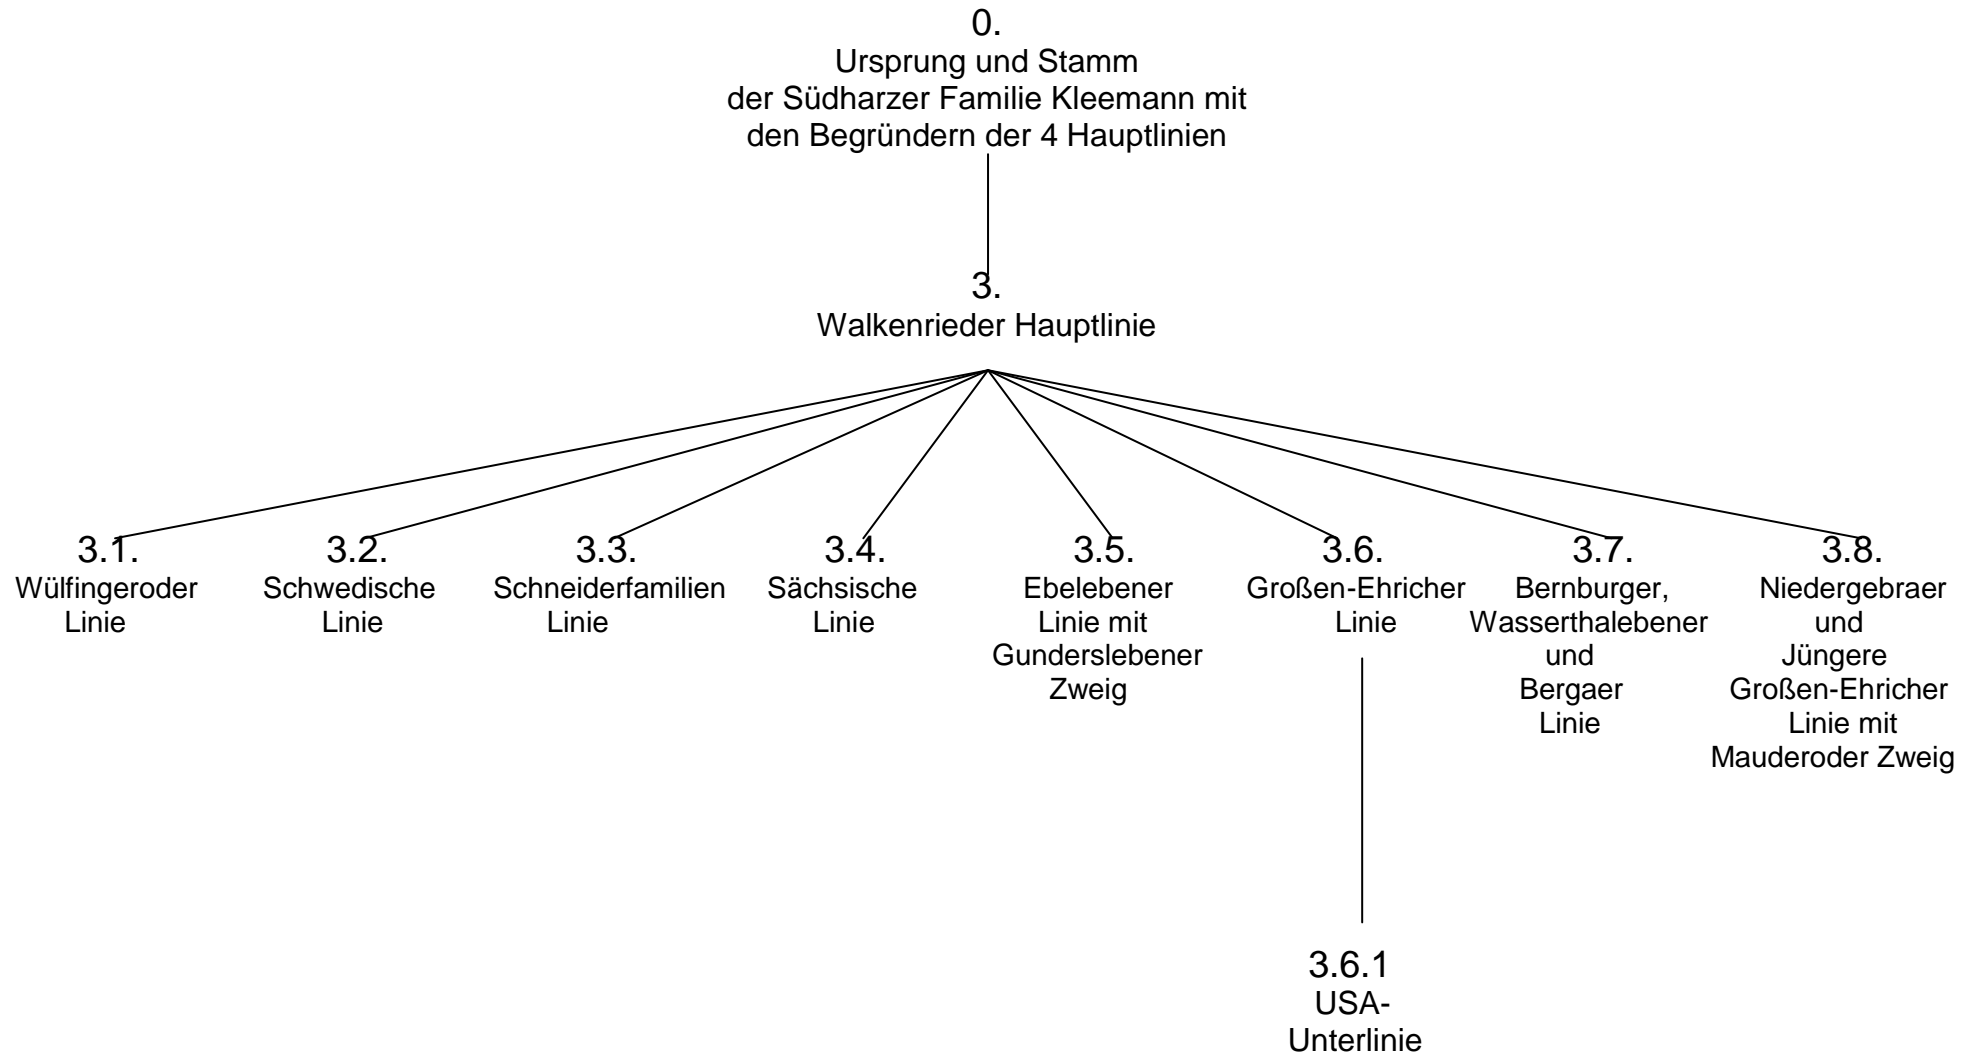 0.
Ursprung und Stamm
der Südharzer Familie Kleemann mit
den Begründern der 4 Hauptlinien
3.
Walkenrieder Hauptlinie
3.1.
Wülfingeroder
Linie
3.2.
Schwedische
Linie
3.3.
Schneiderfamilien
Linie
3.4.
Sächsische
Linie
3.5.
Ebelebener
Linie mit
Gunderslebener
Zweig
3.6.
Großen-Ehricher
Linie
3.7.
Bernburger,
Wasserthalebener
und
Bergaer
Linie
3.8.
Niedergebraer
und
Jüngere
Großen-Ehricher
Linie mit
Mauderoder Zweig
3.6.1
USA-
Unterlinie